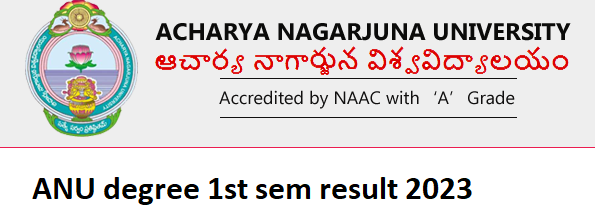 ACHARYA NAGARJUNA UNIVERSITY
ఆచార్య నాగార్జున విశ్వవిద్యాలయం
Accredited by NAAC with ‘A’ Grade
ANU degree 1st sem result 2023